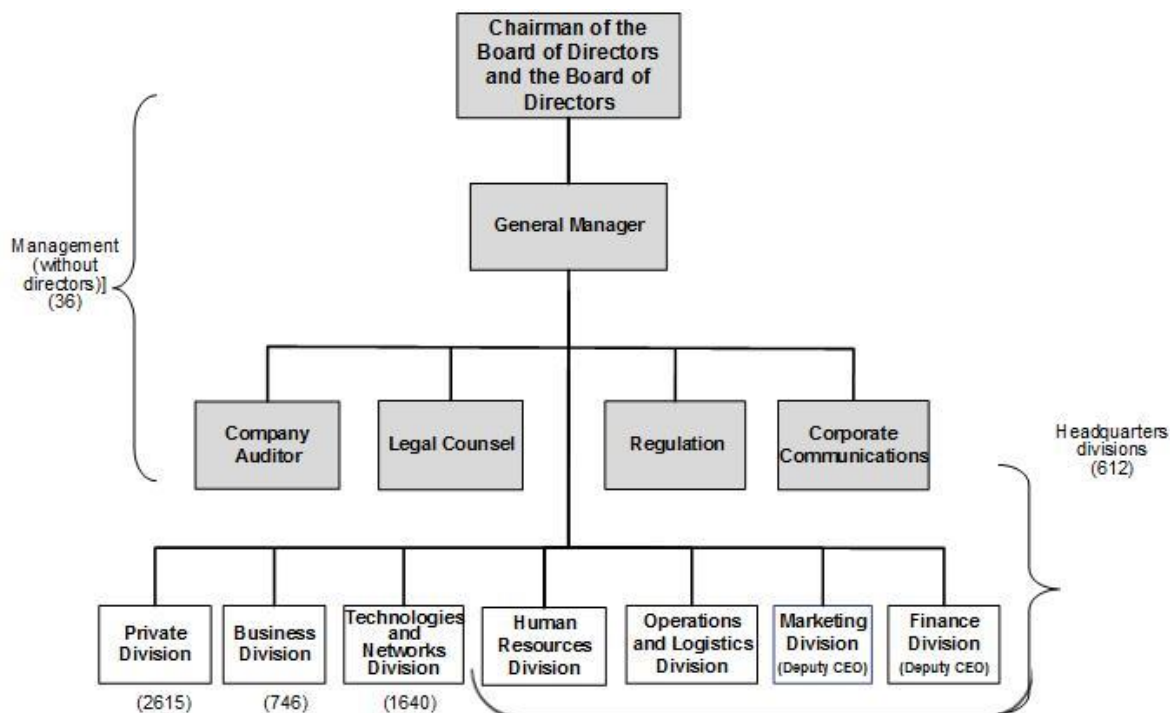 Chairman of the
Board of Directors
and the Board of
Directors
General Manager
Management
(without
directors)]
(36)
Company
Auditor
Legal Counsel
Regulation
Corporate
Communications
Headquarters
divisions
(612)
Private
Division
(2615)
Business
Division
(746)
Technologies
and
Networks
Division
(1640)
Human
Resources
Division
Operations
and Logistics
Division
Marketing
Division
(Deputy CEO)
Finance
Division
(Deputy CEO)